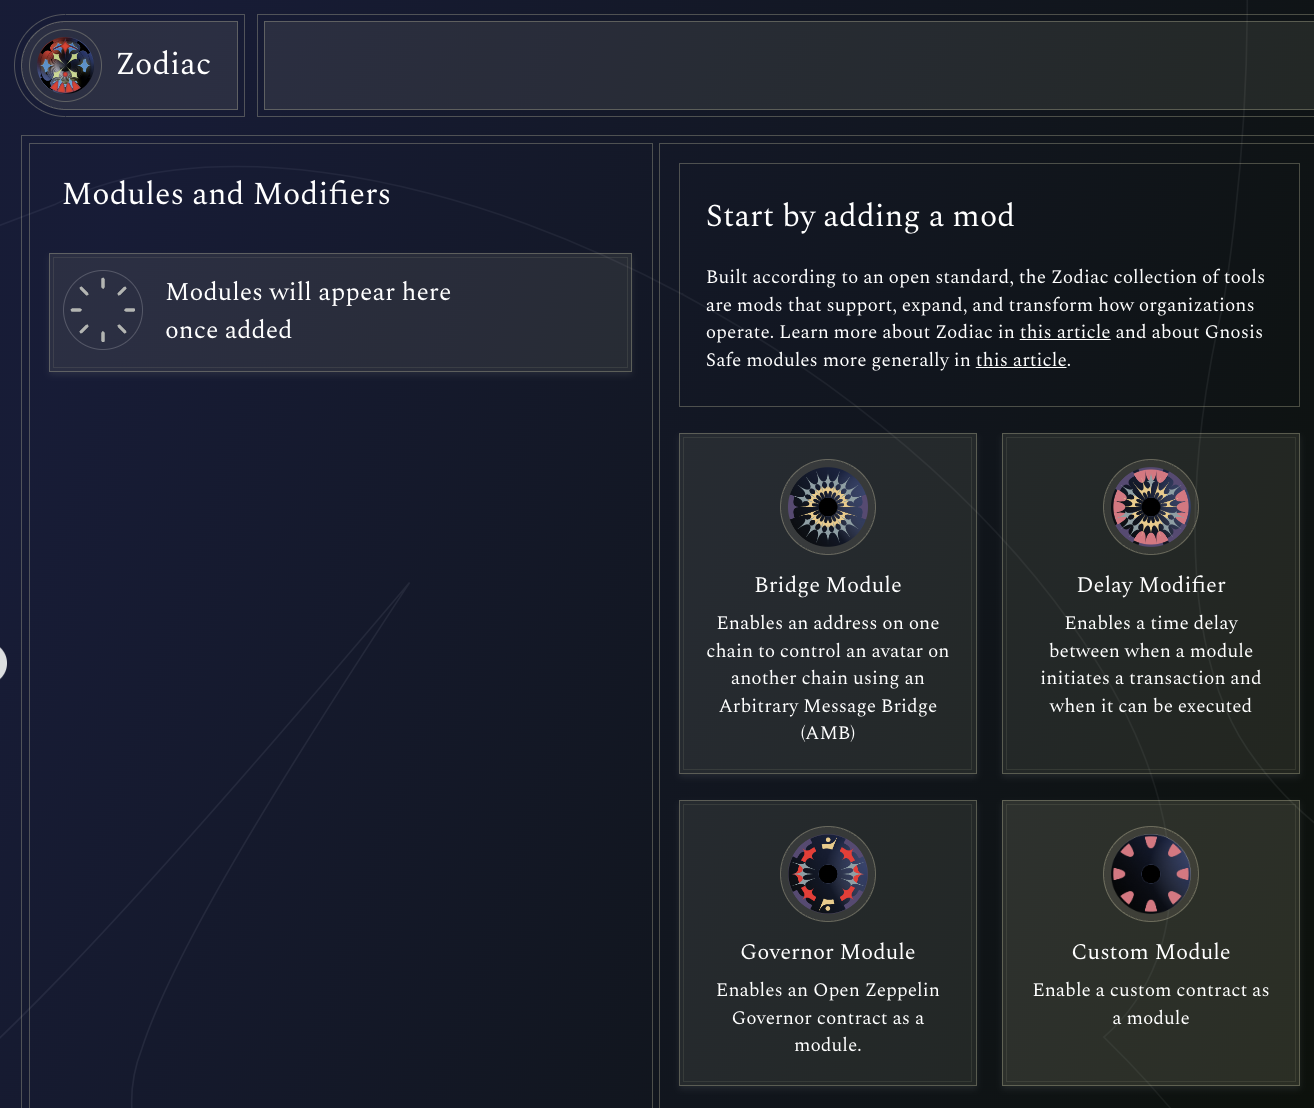 Zodiac
Modules and Modifiers
Modules will appear here
once added
Start by adding a mod
Built according to an open standard, the Zodiac collection of tools
are mods that support, expand, and transform how organizations
operate. Learn more about Zodiac in this article and about Gnosis
Safe modules more generally in this article.
Bridge Module
Enables an address on one
chain to control an avatar on
another chain using an
Arbitrary Message Bridge
(AMB)
Delay Modifier
Enables a time delay
between when a module
initiates a transaction and
when it can be executed
Governor Module
Enables an Open Zeppelin
Governor contract as a
module.
Custom Module
Enable a custom contract as
a module